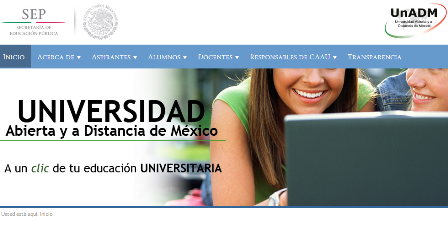 SEP
SECRETARÍA DE
EDUCACIÓN PÚBLICA
UnADM
Universidad Abierta y a
Distancia de México
Inicio Acerca de Aspirantes Alumnos Docentes Responsables de CAAU Transparencia
UNIVERSIDAD
Abierta y a Distancia de México
A un clic de tu educación UNIVERSITARIA
Usted está aquí: Inicio